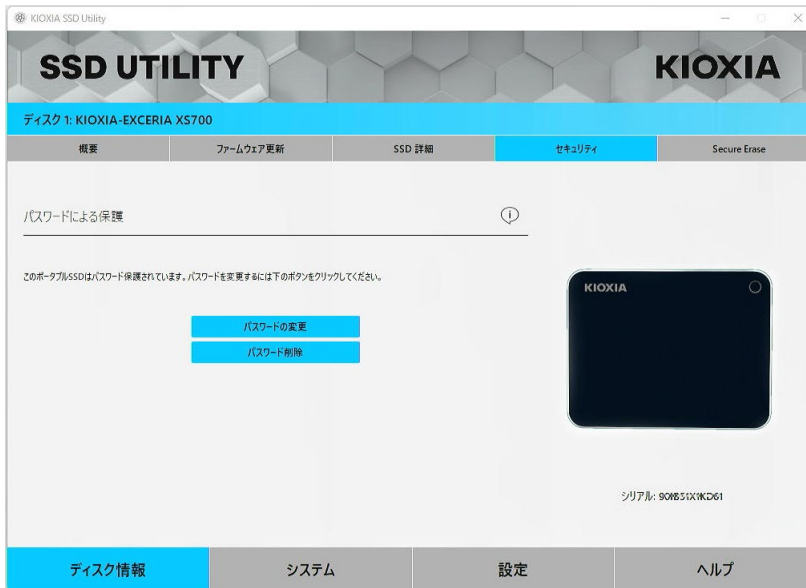 KIOXIA SSD Utility
SSD UTILITY
KIOXIA
ディスク 1: KIOXIA-EXCERIA XS700
概要
ファームウェア更新
SSD 詳細
セキュリティ
Secure Erase
パスワードによる保護
このポータブルSSDはパスワード保護されています。パスワードを変更するには下のボタンをクリックしてください。
パスワードの変更
パスワード削除
KIOXIA
シリアル:
ディスク情報
システム
設定
ヘルプ